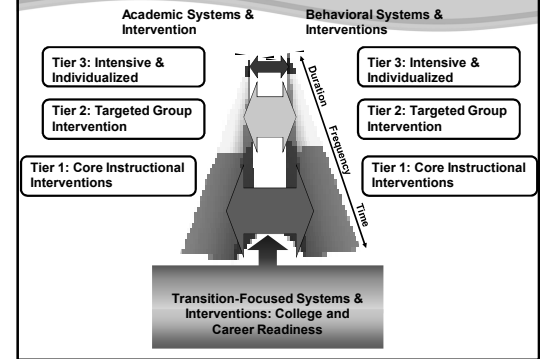 Academic Systems &
Intervention
Behavioral Systems &
Interventions
Tier 3: Intensive &
Individualized
Tier 3: Intensive &
Individualized
Tier 2: Targeted Group
Intervention
Tier 2: Targeted Group
Intervention
Tier 1: Core Instructional
Interventions
Tier 1: Core Instructional
Interventions
Duration
Frequency
Time
Transition-Focused Systems &
Interventions: College and
Career Readiness